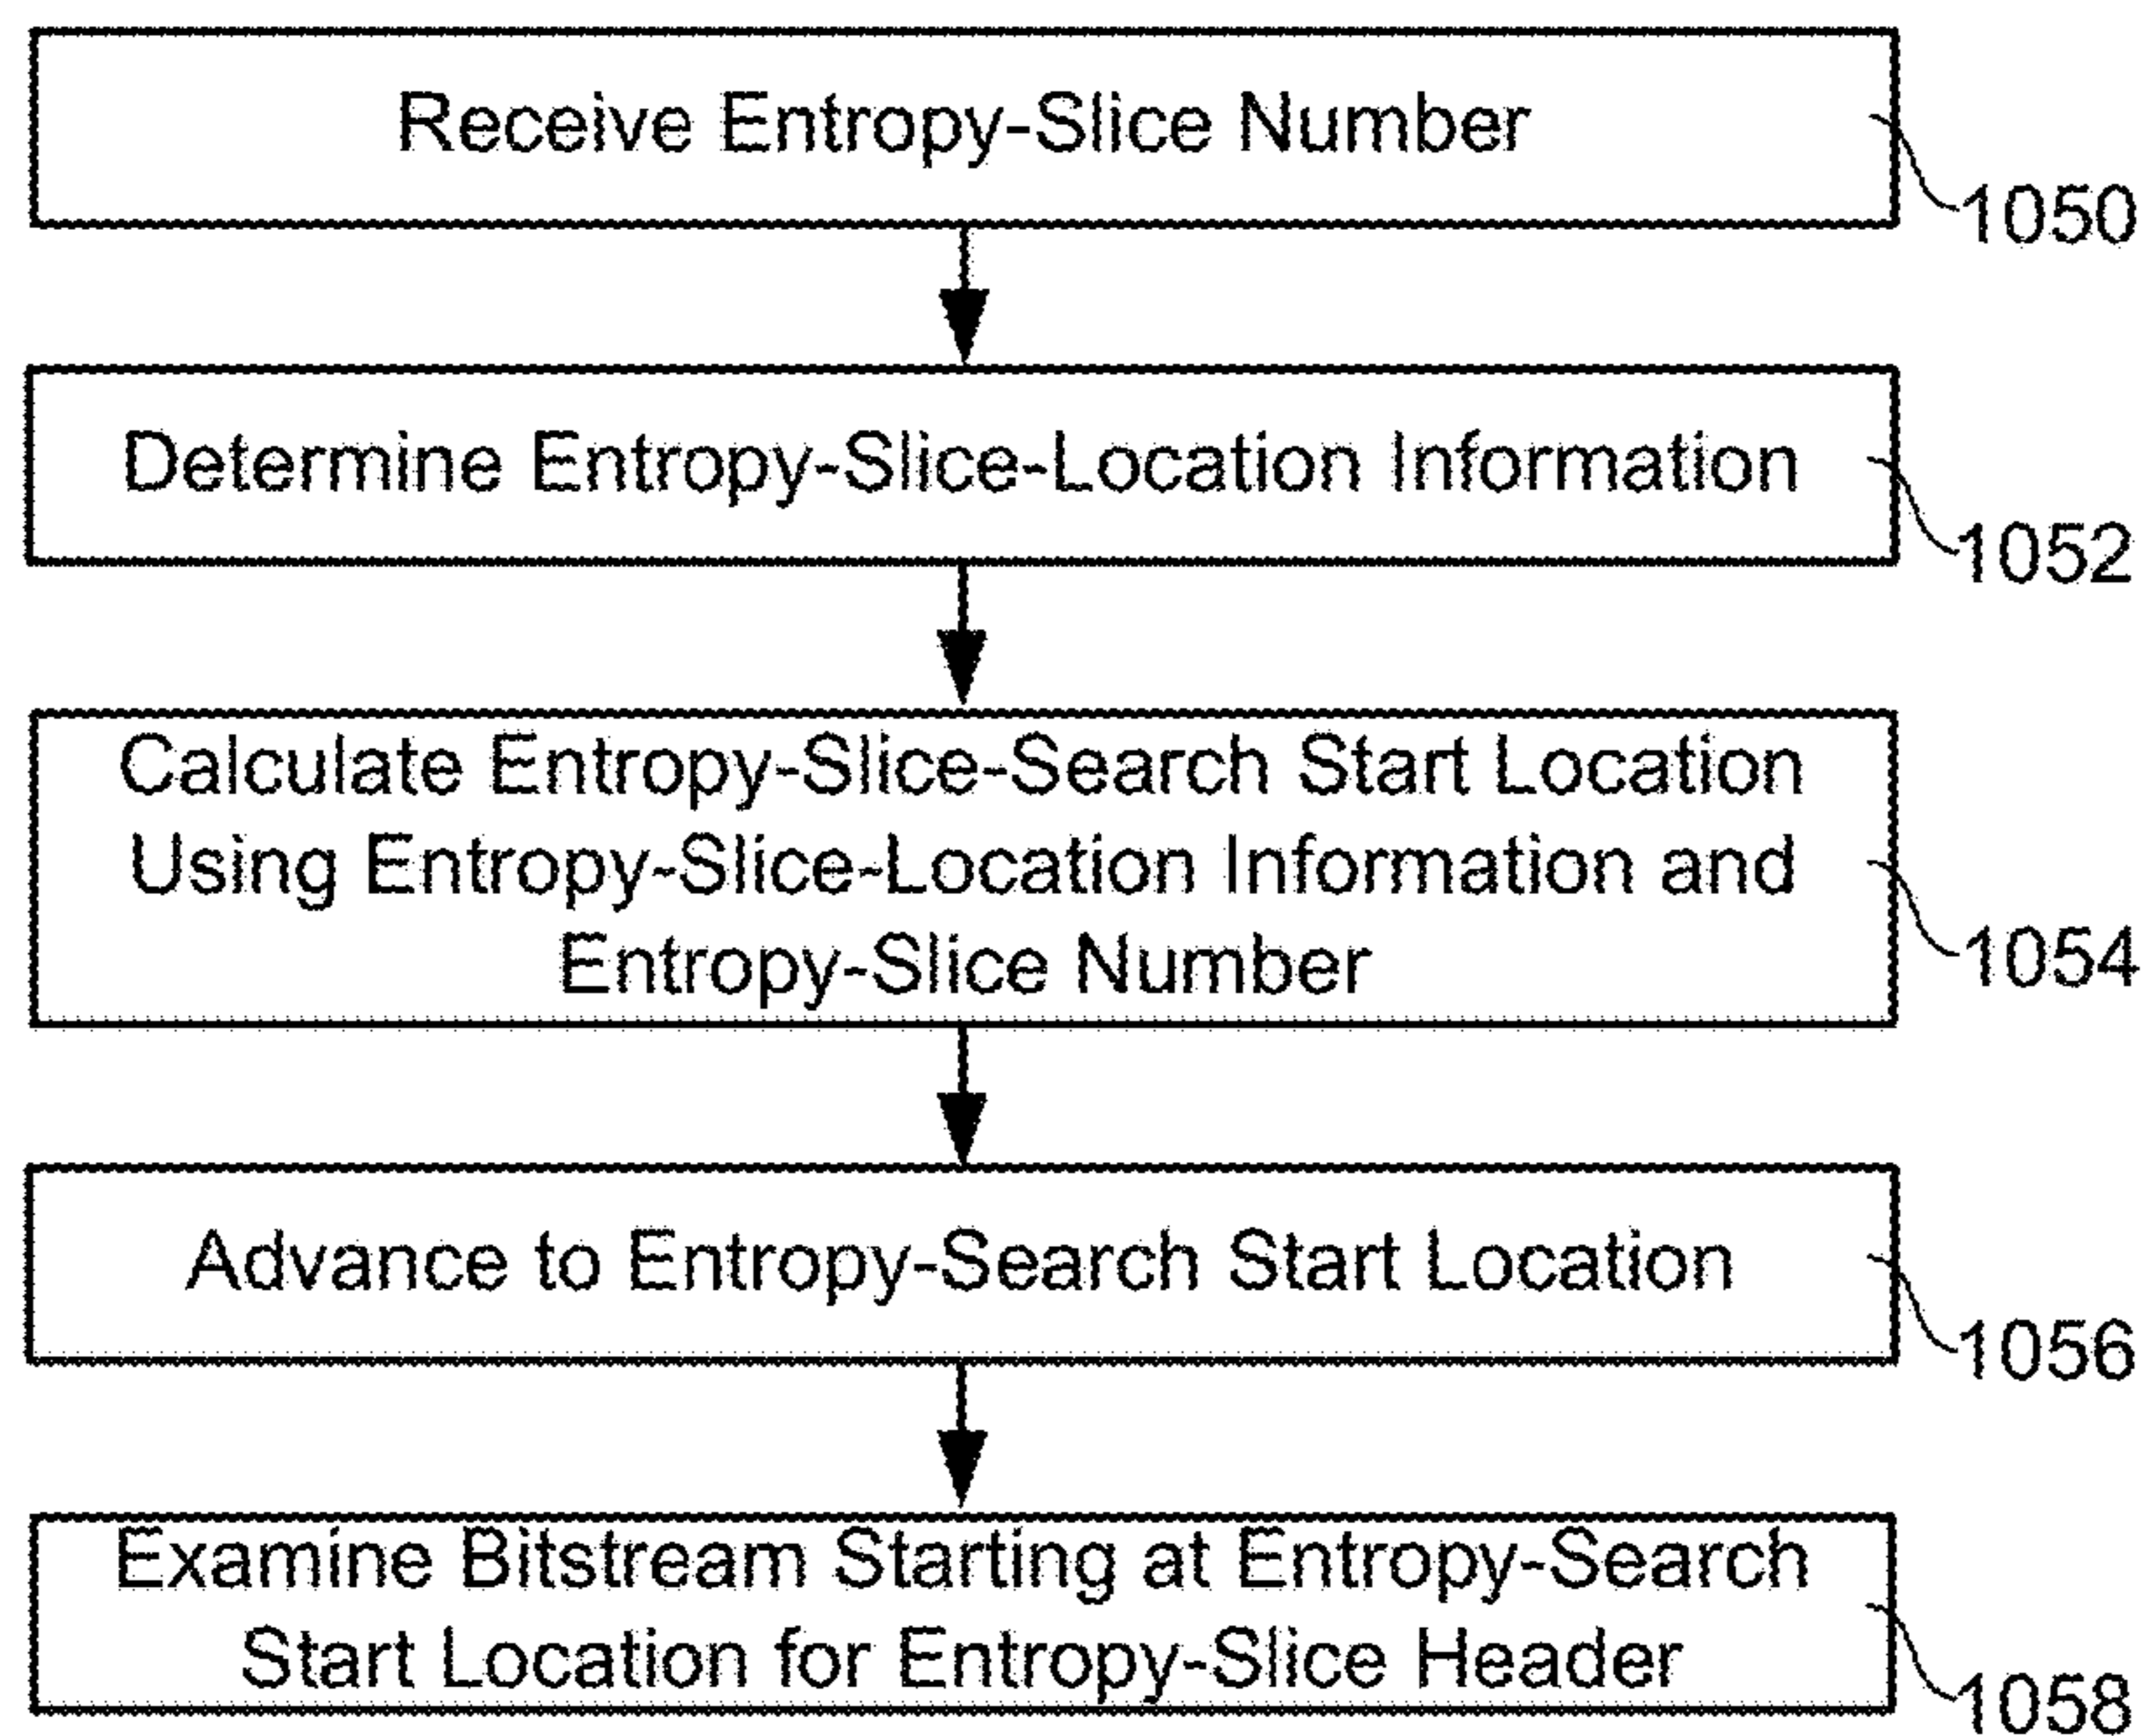 Receive Entropy-Slice Number
1050
Determine Entropy-Slice-Location Information
1052
Calculate Entropy-Slice-Search Start Location
Using Entropy-Slice-Location Information and
Entropy-Slice Number
1054
Advance to Entropy-Search Start Location
1056
Examine Bitstream Starting at Entropy-Search
Start Location for Entropy-Slice Header
1058